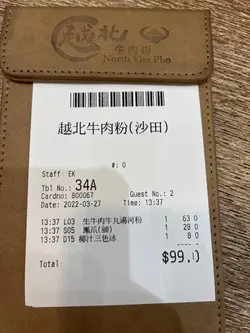 越北
牛肉粉
North Viet Pho
越北牛肉粉(沙田)
#: 0
Staff: EK
Tbl No.: 34A
Cardno: 800067
Guest No.: 2
Date: 2022-03-27
Time: 13:37
13:37 L03 生牛肉牛丸湯河粉 1 63.0
13:37 S05 鳳爪(細) 1 28.0
13:37 D15 椰汁三色冰 1 8.0
Total: $99.0